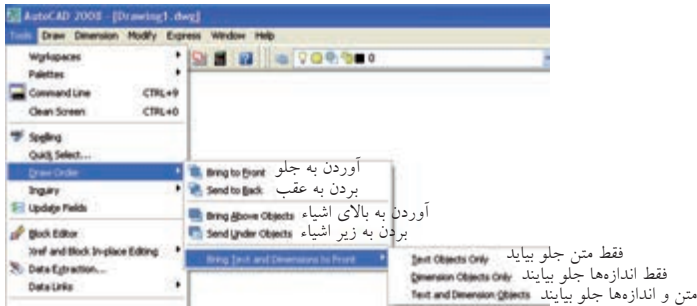 AutoCAD 2008 - [Drawing1.dwg]
Tools Draw Dimension Modify Express Window Help
Workspaces
0
Palettes
Command Line CTRL+9
Clean Screen CTRL+0
Spelling
Quick Select...
Draw Order
Bring to Front آوردن به جلو
Inquiry
Send to Back بردن به عقب
Update Fields
Bring Above Objects آوردن به بالای اشیاء
Block Editor
Send Under Objects بردن به زیر اشیاء
Xref and Block In-place Editing
Bring Text and Dimensions to Front
Text Objects Only فقط متن جلو بیاید
Data Extraction...
Dimension Objects Only فقط اندازه‌ها جلو بیایند
Data Links
Text and Dimension Objects متن و اندازه‌ها جلو بیایند